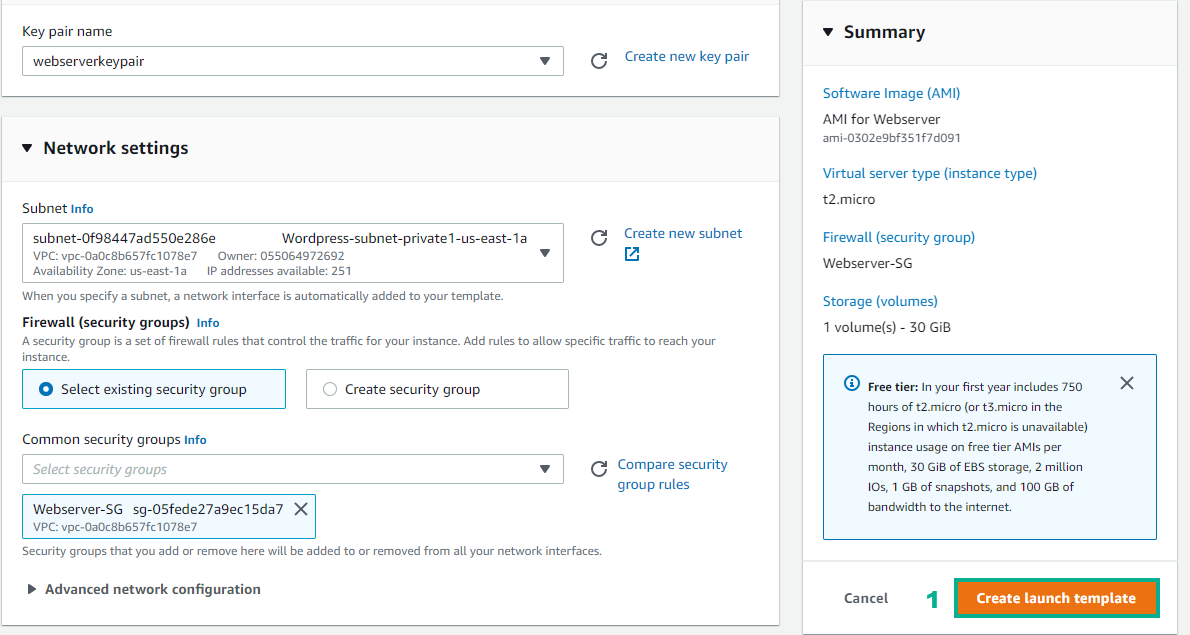 Key pair name
webserverkeypair
Create new key pair
Network settings
Subnet Info
subnet-0f98447ad550e286e Wordpress-subnet-private1-us-east-1a
VPC: vpc-0a0c8b657fc1078e7 Owner: 055064972692
Availability Zone: us-east-1a IP addresses available: 251
Create new subnet
When you specify a subnet, a network interface is automatically added to your template.
Firewall (security groups) Info
A security group is a set of firewall rules that control the traffic for your instance. Add rules to allow specific traffic to reach your
instance.
Select existing security group
Create security group
Common security groups Info
Select security groups
Compare security
group rules
Webserver-SG sg-05fede27a9ec15da7
VPC: vpc-0a0c8b657fc1078e7
Security groups that you add or remove here will be added to or removed from all your network interfaces.
Advanced network configuration
Summary
Software Image (AMI)
AMI for Webserver
ami-0302e9bf351f7d091
Virtual server type (instance type)
t2.micro
Firewall (security group)
Webserver-SG
Storage (volumes)
1 volume(s) - 30 GiB
Free tier: In your first year includes 750
hours of t2.micro (or t3.micro in the
Regions in which t2.micro is unavailable)
instance usage on free tier AMIs per
month, 30 GiB of EBS storage, 2 million
IOs, 1 GB of snapshots, and 100 GB of
bandwidth to the internet.
Cancel
1
Create launch template